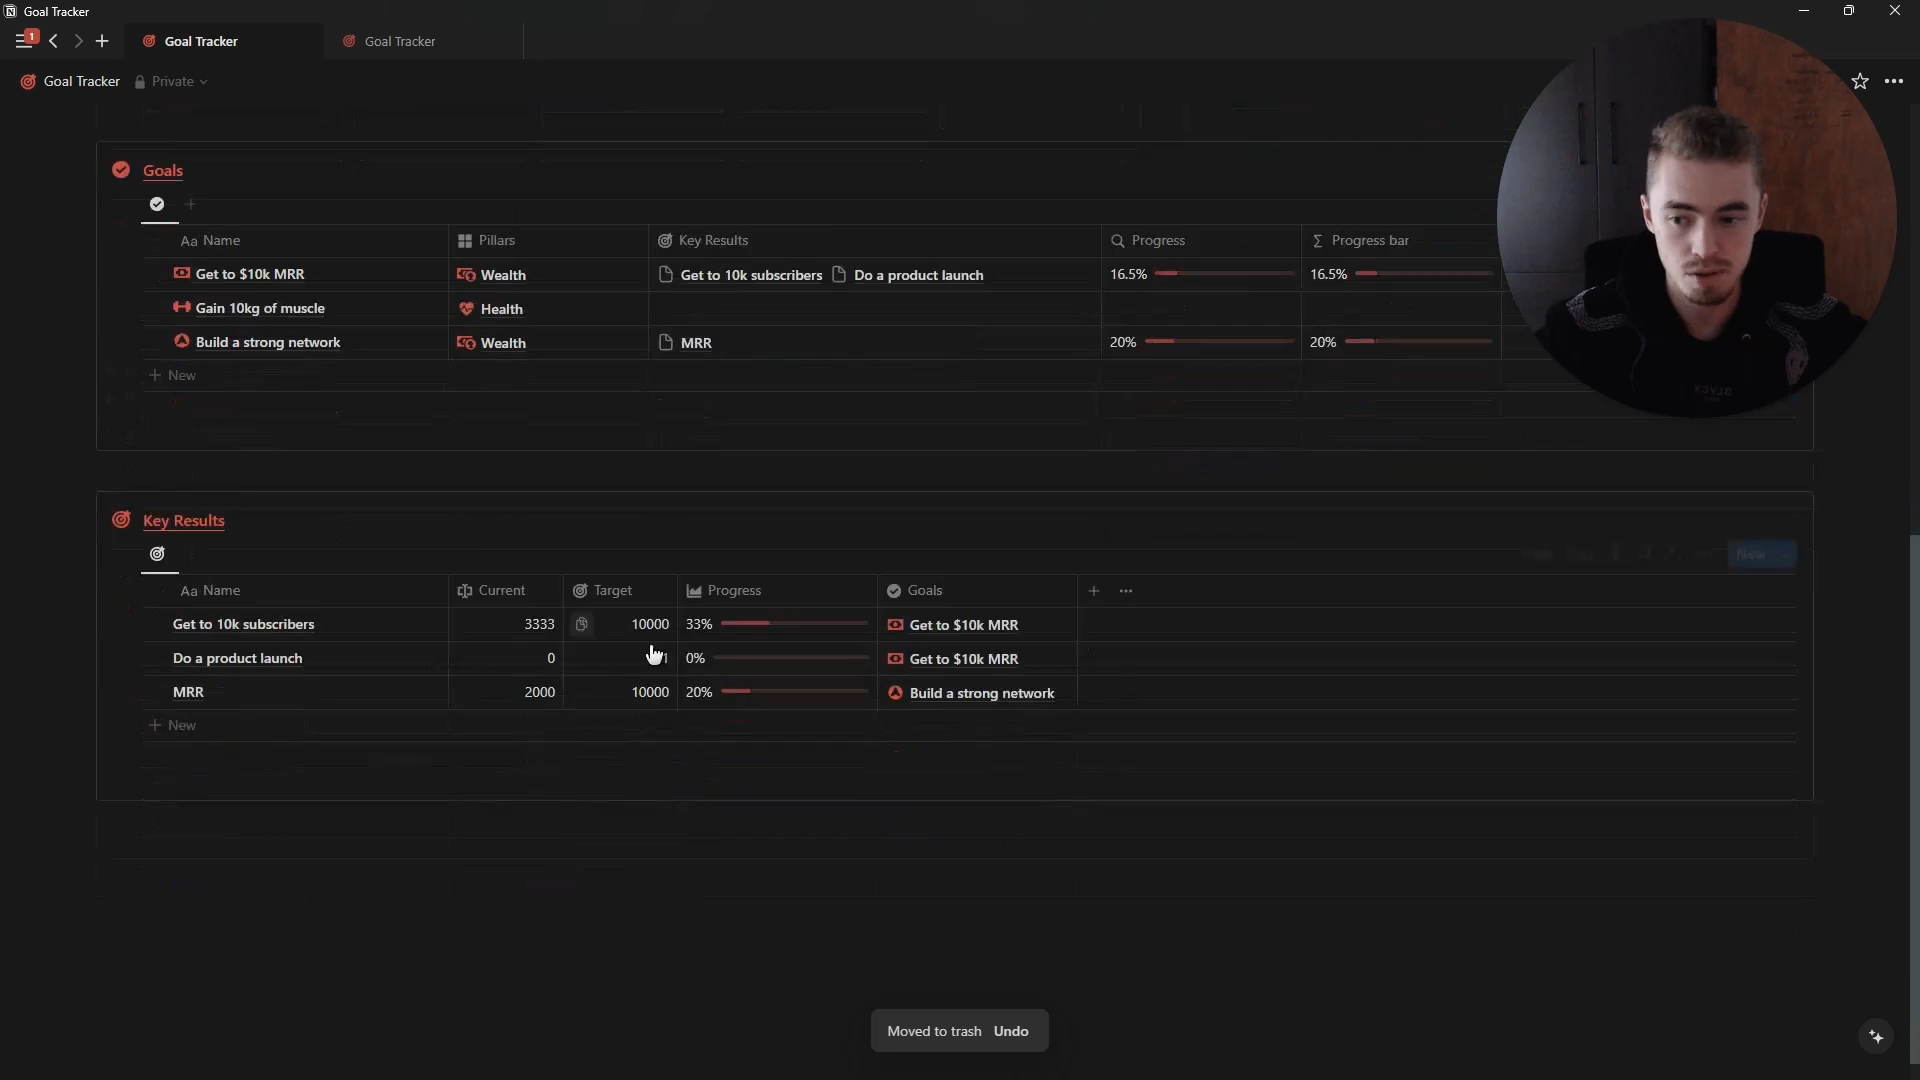 Goal Tracker
1
Goal Tracker
Goal Tracker
Goal Tracker Private
Goals
Aa Name Pillars Key Results Progress Σ Progress bar
Get to $10k MRR Wealth Get to 10k subscribers Do a product launch 16.5% 16.5%
Gain 10kg of muscle Health
Build a strong network Wealth MRR 20% 20%
+ New
Key Results
New
Aa Name Current Target Progress Goals
Get to 10k subscribers 3333 10000 33% Get to $10k MRR
Do a product launch 0 1 0% Get to $10k MRR
MRR 2000 10000 20% Build a strong network
+ New
Moved to trash Undo